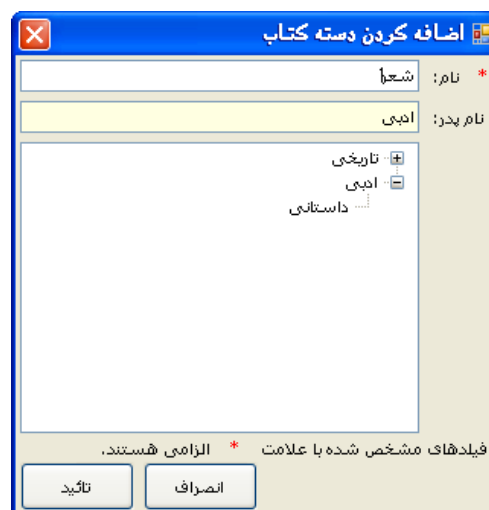 اضافه کردن دسته کتاب
* نام: شعر
نام پدر: ادبی
تاریخی
ادبی
داستانی
فیلدهای مشخص شده با علامت * الزامی هستند.
انصراف تائید